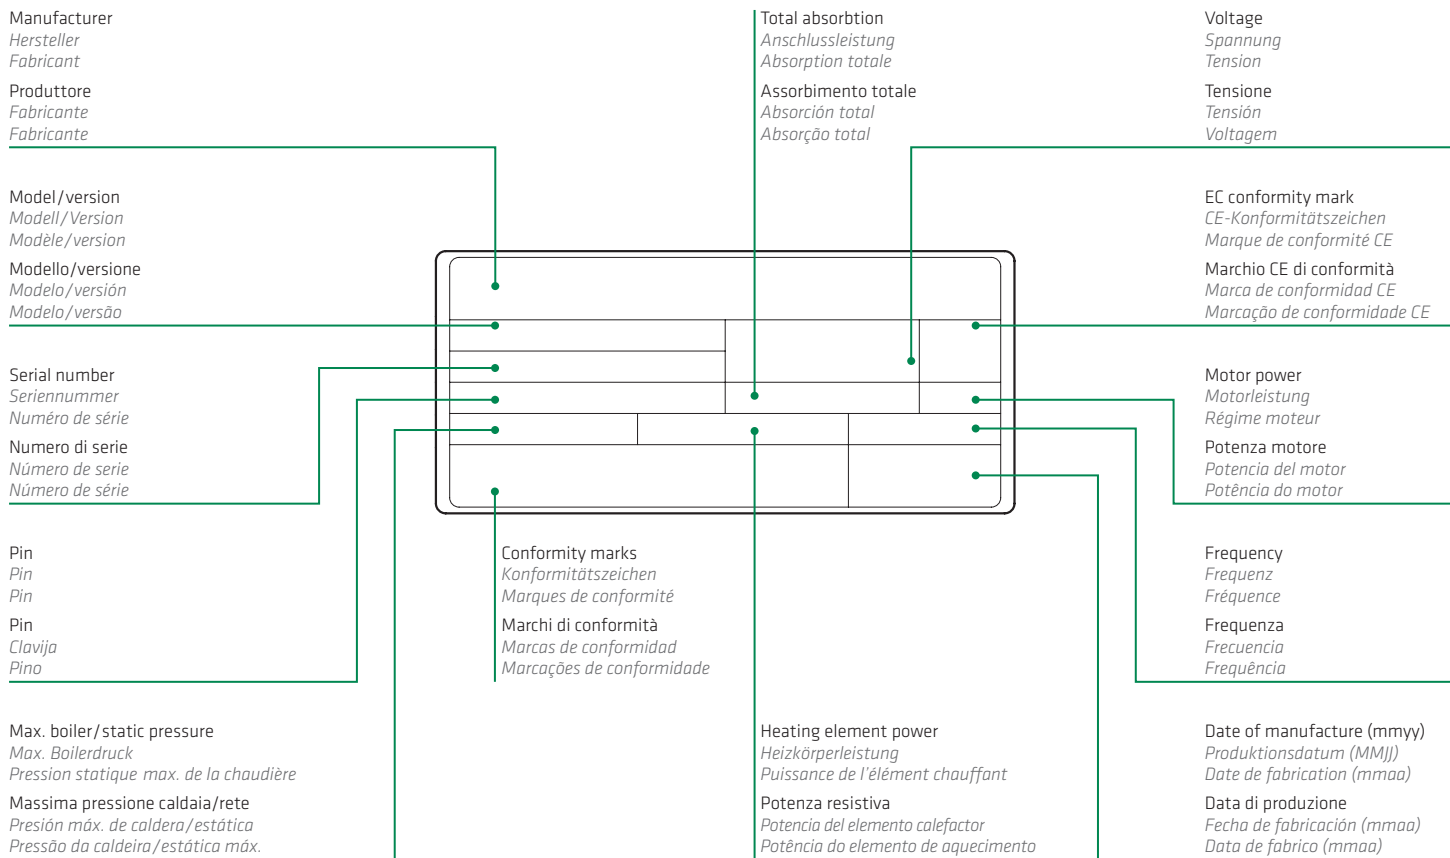 Manufacturer
Hersteller
Fabricant
Produttore
Fabricante
Fabricante
Total absorbtion
Anschlussleistung
Absorption totale
Assorbimento totale
Absorción total
Absorção total
Voltage
Spannung
Tension
Tensione
Tensión
Voltagem
Model/version
Modell/Version
Modèle/version
Modello/versione
Modelo/versión
Modelo/versão
EC conformity mark
CE-Konformitätszeichen
Marque de conformité CE
Marchio CE di conformità
Marca de conformidad CE
Marcação de conformidade CE
Serial number
Seriennummer
Numéro de série
Numero di serie
Número de serie
Número de série
Motor power
Motorleistung
Régime moteur
Potenza motore
Potencia del motor
Potência do motor
Pin
Pin
Pin
Pin
Clavija
Pino
Conformity marks
Konformitätszeichen
Marques de conformité
Marchi di conformità
Marcas de conformidad
Marcações de conformidade
Frequency
Frequenz
Fréquence
Frequenza
Frecuencia
Frequência
Max. boiler/static pressure
Max. Boilerdruck
Pression statique max. de la chaudière
Massima pressione caldaia/rete
Presión máx. de caldera/estática
Pressão da caldeira/estática máx.
Heating element power
Heizkörperleistung
Puissance de l'élément chauffant
Potenza resistiva
Potencia del elemento calefactor
Potência do elemento de aquecimento
Date of manufacture (mmyy)
Produktionsdatum (MMJJ)
Date de fabrication (mmaa)
Data di produzione
Fecha de fabricación (mmaa)
Data de fabrico (mmaa)